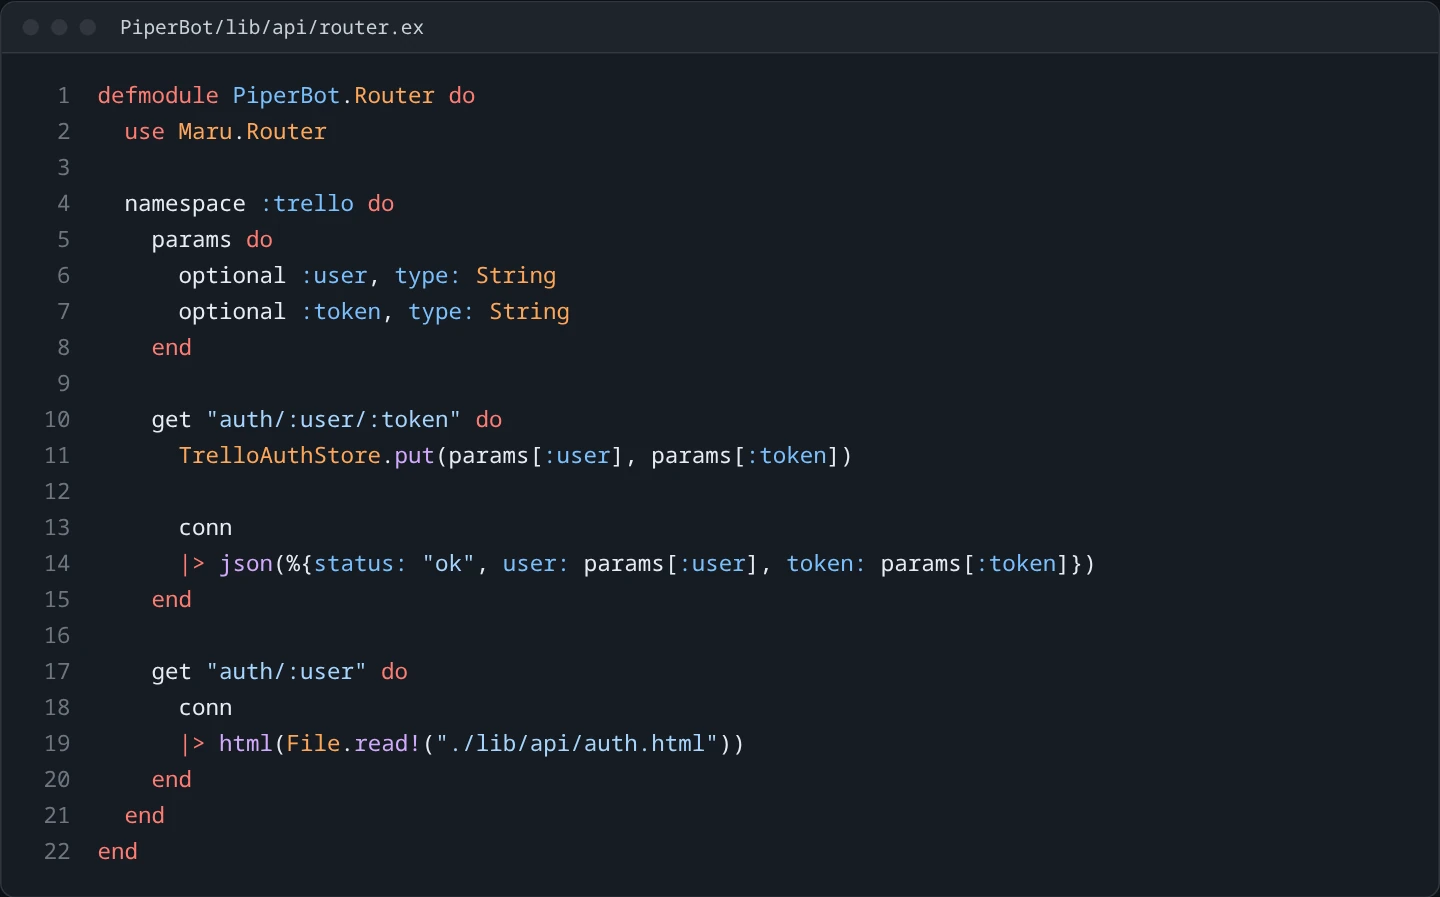 PiperBot/lib/api/router.ex
1 defmodule PiperBot.Router do
2   use Maru.Router
3
4   namespace :trello do
5     params do
6       optional :user, type: String
7       optional :token, type: String
8     end
9
10     get "auth/:user/:token" do
11       TrelloAuthStore.put(params[:user], params[:token])
12
13       conn
14       |> json(%{status: "ok", user: params[:user], token: params[:token]})
15     end
16
17     get "auth/:user" do
18       conn
19       |> html(File.read!("./lib/api/auth.html"))
20     end
21   end
22 end